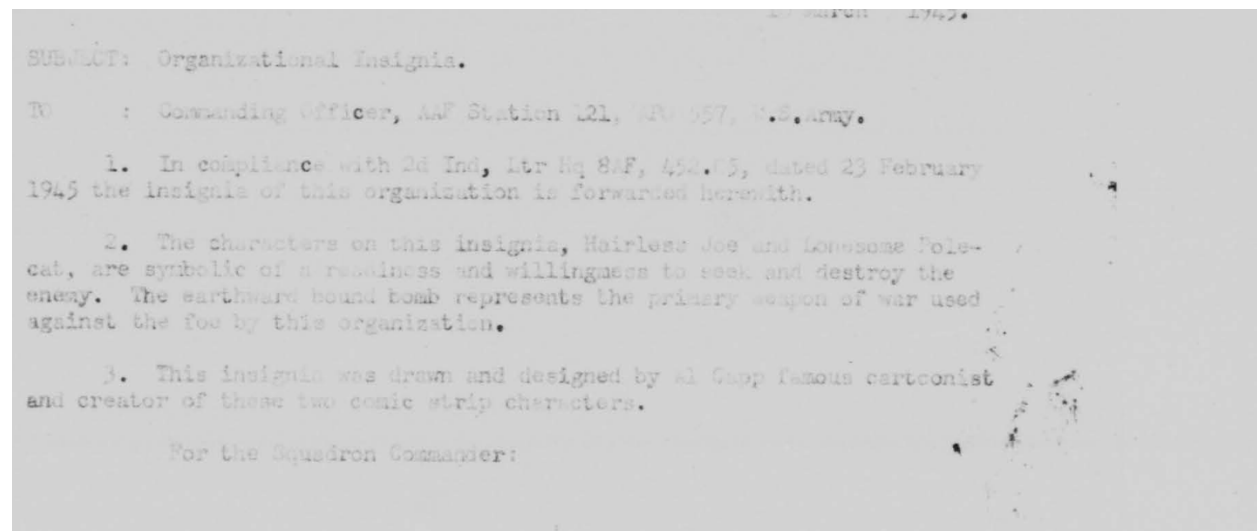 March 1945.
SUBJECT: Organizational Insignia.
TO : Commanding Officer, AAF Station 121, APO 557, U.S.Army.
1. In compliance with 2d Ind, Ltr Hq 8AF, 452.05, dated 23 February
1945 the insignia of this organization is forwarded herewith.
2. The characters on this insignia, Hairless Joe and Lonesome Pole-
cat, are symbolic of a readiness and willingness to seek and destroy the
enemy. The earthward bound bomb represents the primary weapon of war used
against the foe by this organization.
3. This insignia was drawn and designed by Al Capp famous cartoonist
and creator of these two comic strip characters.
For the Squadron Commander: